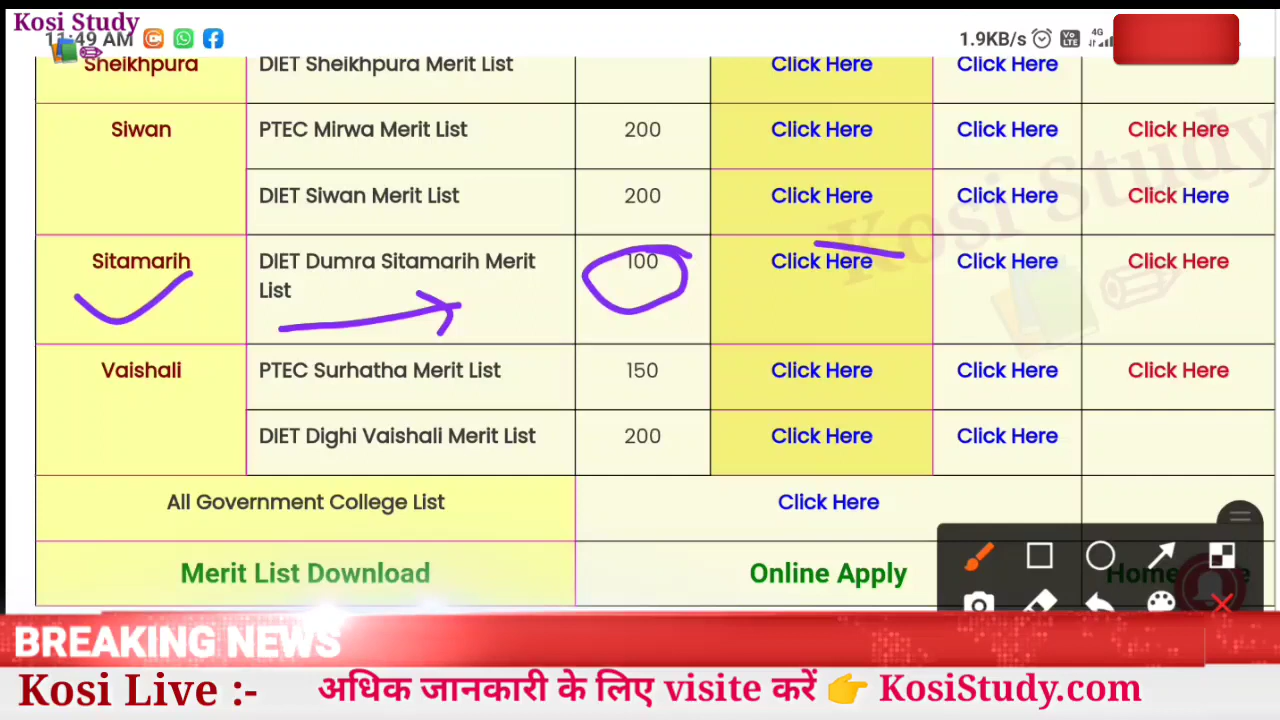 Kosi Study
11:49 AM
1.9KB/s Vo LTE 4G
Sheikhpura DIET Sheikhpura Merit List Click Here Click Here
Siwan PTEC Mirwa Merit List 200 Click Here Click Here Click Here
DIET Siwan Merit List 200 Click Here Click Here Click Here
Sitamarih DIET Dumra Sitamarih Merit 100 Click Here Click Here Click Here
List
Vaishali PTEC Surhatha Merit List 150 Click Here Click Here Click Here
DIET Dighi Vaishali Merit List 200 Click Here Click Here
Kosi Study
All Government College List Click Here
Merit List Download Online Apply
BREAKING NEWS
Kosi Live :- अधिक जानकारी के लिए visite करें 👉 KosiStudy.com